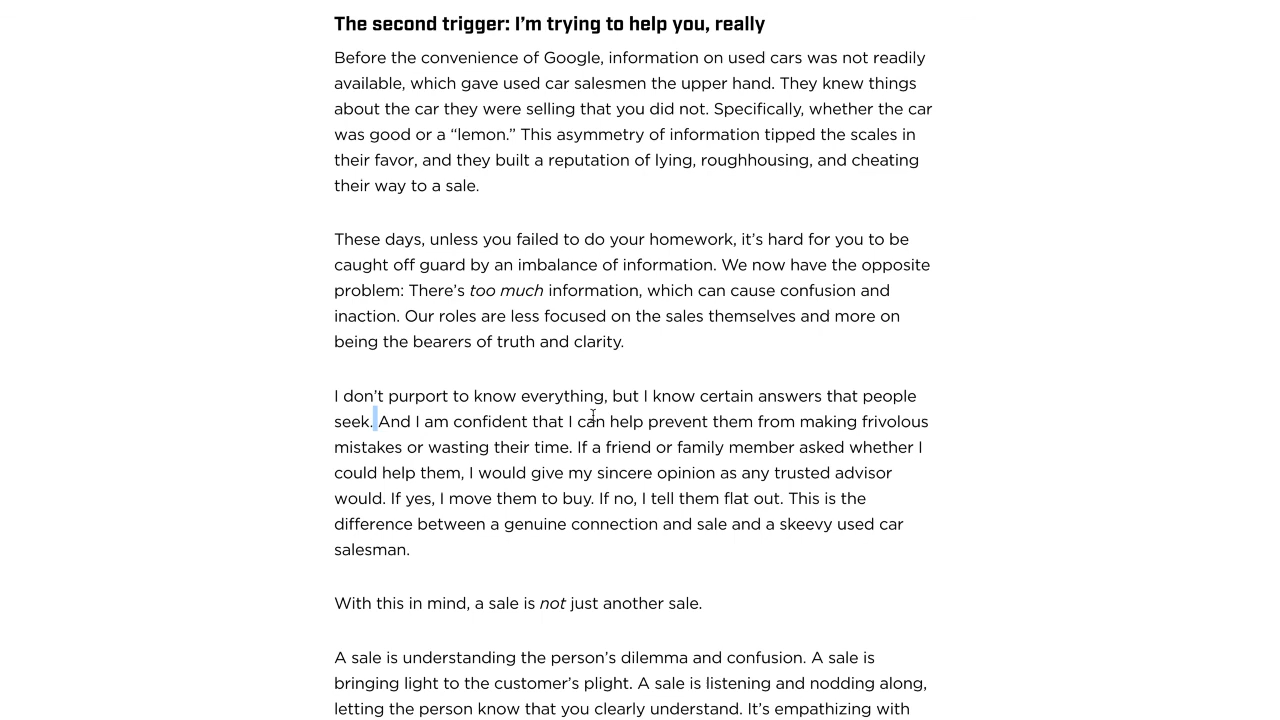 The second trigger: I’m trying to help you, really
Before the convenience of Google, information on used cars was not readily
available, which gave used car salesmen the upper hand. They knew things
about the car they were selling that you did not. Specifically, whether the car
was good or a “lemon.” This asymmetry of information tipped the scales in
their favor, and they built a reputation of lying, roughhousing, and cheating
their way to a sale.
These days, unless you failed to do your homework, it’s hard for you to be
caught off guard by an imbalance of information. We now have the opposite
problem: There’s too much information, which can cause confusion and
inaction. Our roles are less focused on the sales themselves and more on
being the bearers of truth and clarity.
I don’t purport to know everything, but I know certain answers that people
seek. And I am confident that I can help prevent them from making frivolous
mistakes or wasting their time. If a friend or family member asked whether I
could help them, I would give my sincere opinion as any trusted advisor
would. If yes, I move them to buy. If no, I tell them flat out. This is the
difference between a genuine connection and sale and a skeevy used car
salesman.
With this in mind, a sale is not just another sale.
A sale is understanding the person’s dilemma and confusion. A sale is
bringing light to the customer’s plight. A sale is listening and nodding along,
letting the person know that you clearly understand. It’s empathizing with